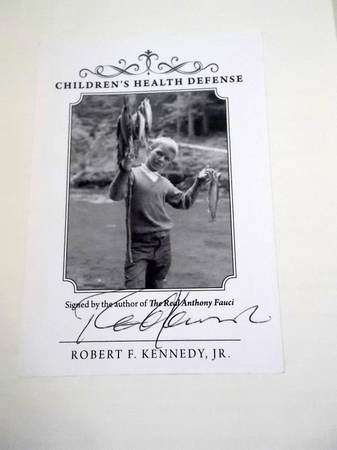 CHILDREN'S HEALTH DEFENSE
Signed by the author of The Real Anthony Fauci
ROBERT F. KENNEDY, JR.